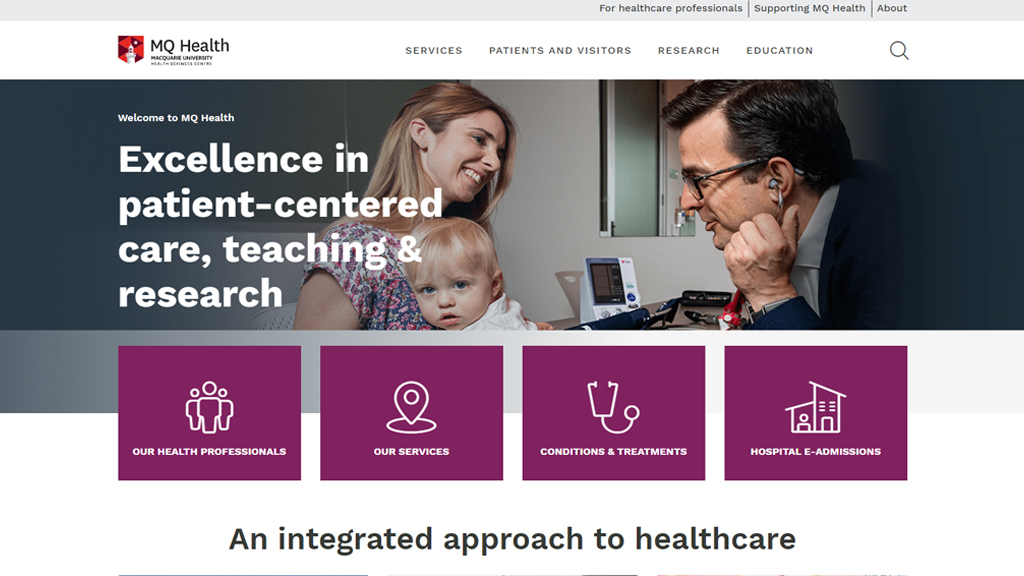 For healthcare professionals
Supporting MQ Health
About
MQ Health
MACQUARIE UNIVERSITY
HEALTH SCIENCES CENTRE
SERVICES
PATIENTS AND VISITORS
RESEARCH
EDUCATION
Welcome to MQ Health
Excellence in
patient-centered
care, teaching &
research
OUR HEALTH PROFESSIONALS
OUR SERVICES
CONDITIONS & TREATMENTS
HOSPITAL E-ADMISSIONS
An integrated approach to healthcare